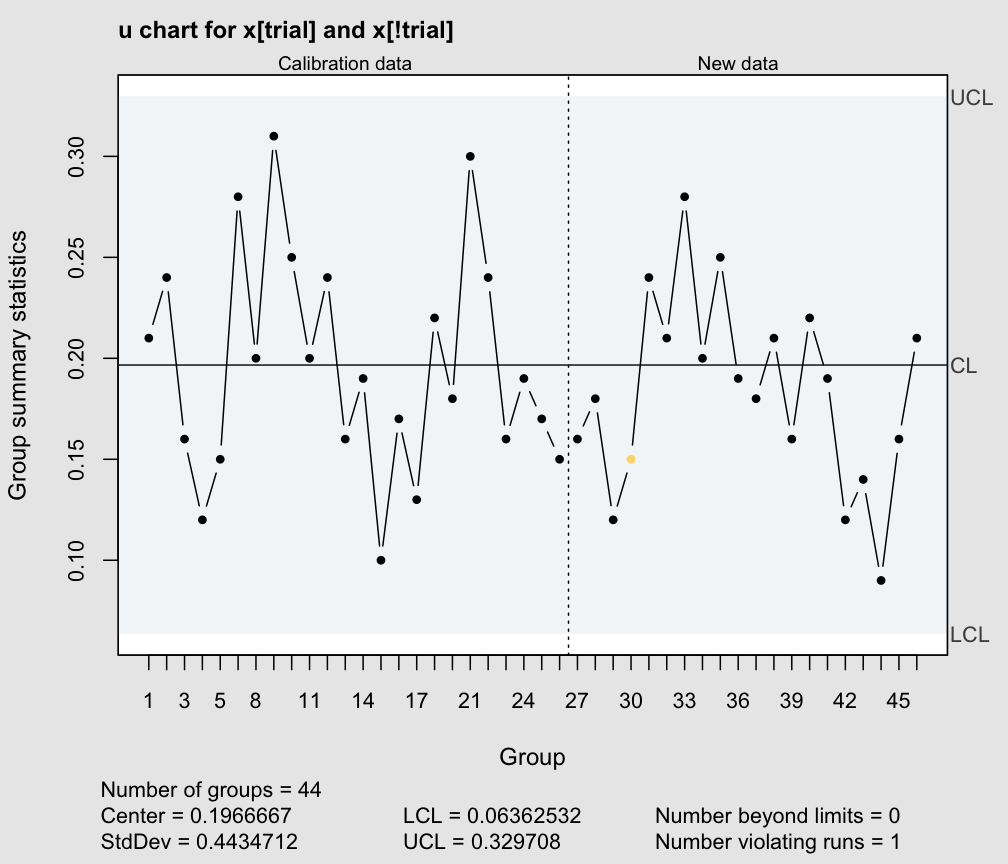 u chart for x[trial] and x[!trial]
Calibration data New data
UCL
0.30
0.25
0.20
CL
0.15
0.10
LCL
Group summary statistics
1 3 5 8 11 14 17 21 24 27 30 33 36 39 42 45
Group
Number of groups = 44
Center = 0.1966667 LCL = 0.06362532 Number beyond limits = 0
StdDev = 0.4434712 UCL = 0.329708 Number violating runs = 1